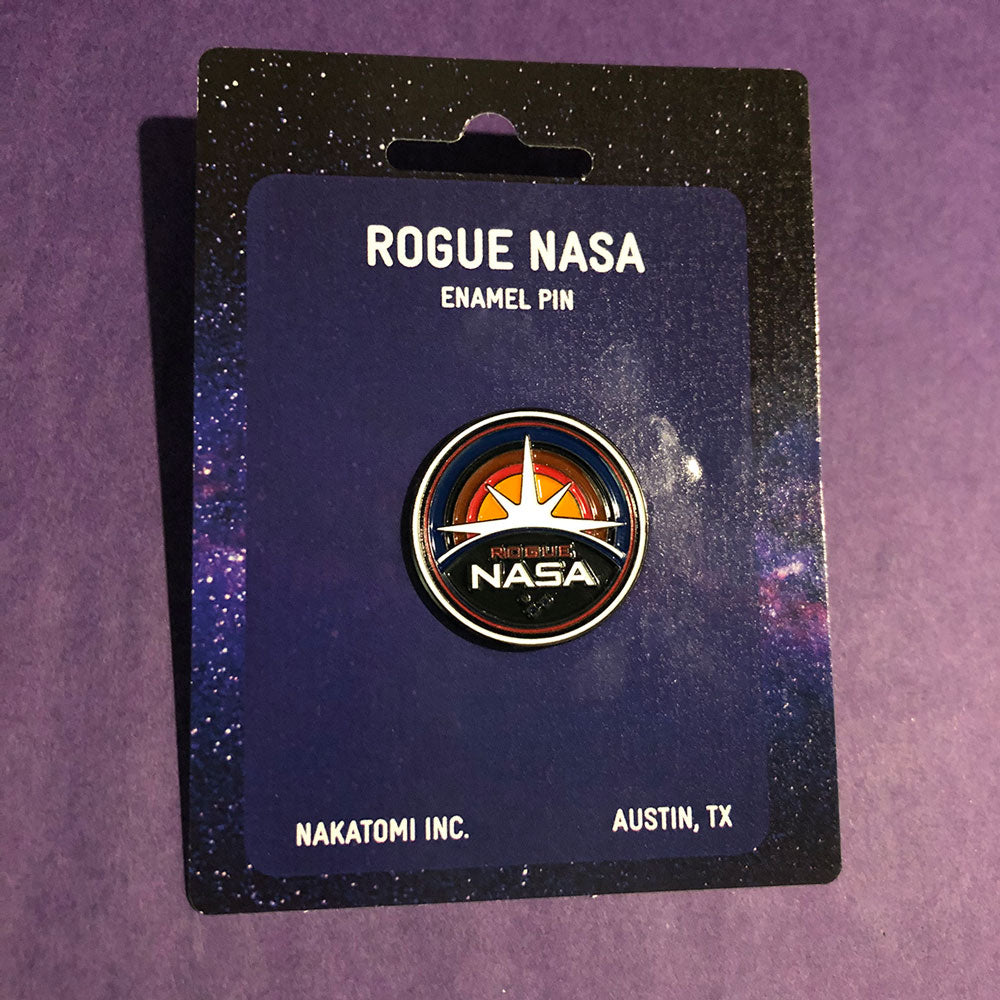 ROGUE NASA
ENAMEL PIN
ROGUE
NASA
NAKATOMI INC.
AUSTIN, TX